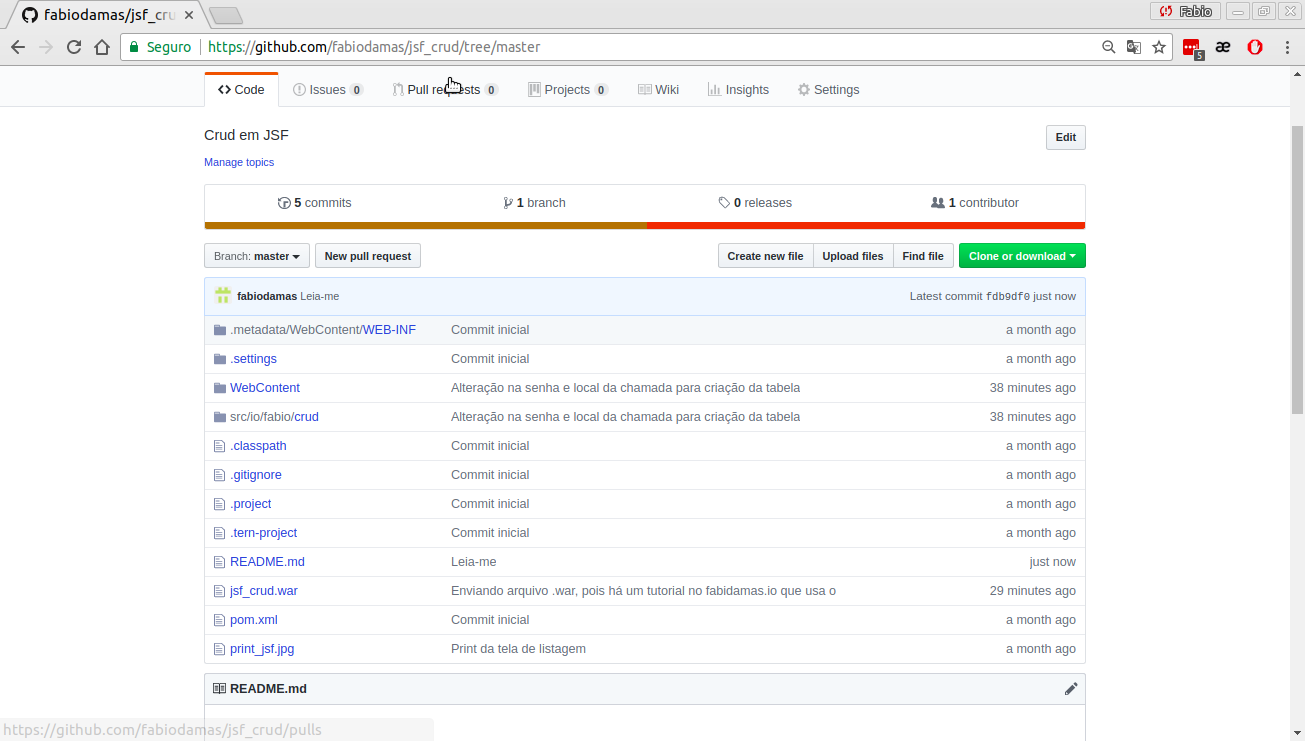 fabiodamas/jsf_cru
Fabio
Seguro https://github.com/fabiodamas/jsf_crud/tree/master
5
Code Issues 0 Pull requests 0 Projects 0 Wiki Insights Settings
Crud em JSF
Edit
Manage topics
5 commits 1 branch 0 releases 1 contributor
Branch: master New pull request Create new file Upload files Find file Clone or download
fabiodamas Leia-me Latest commit fdb9df0 just now
.metadata/WebContent/WEB-INF Commit inicial a month ago
.settings Commit inicial a month ago
WebContent Alteração na senha e local da chamada para criação da tabela 38 minutes ago
src/io/fabio/crud Alteração na senha e local da chamada para criação da tabela 38 minutes ago
.classpath Commit inicial a month ago
.gitignore Commit inicial a month ago
.project Commit inicial a month ago
.tern-project Commit inicial a month ago
README.md Leia-me just now
jsf_crud.war Enviando arquivo .war, pois há um tutorial no fabidamas.io que usa o 29 minutes ago
pom.xml Commit inicial a month ago
print_jsf.jpg Print da tela de listagem a month ago
README.md
https://github.com/fabiodamas/jsf_crud/pulls